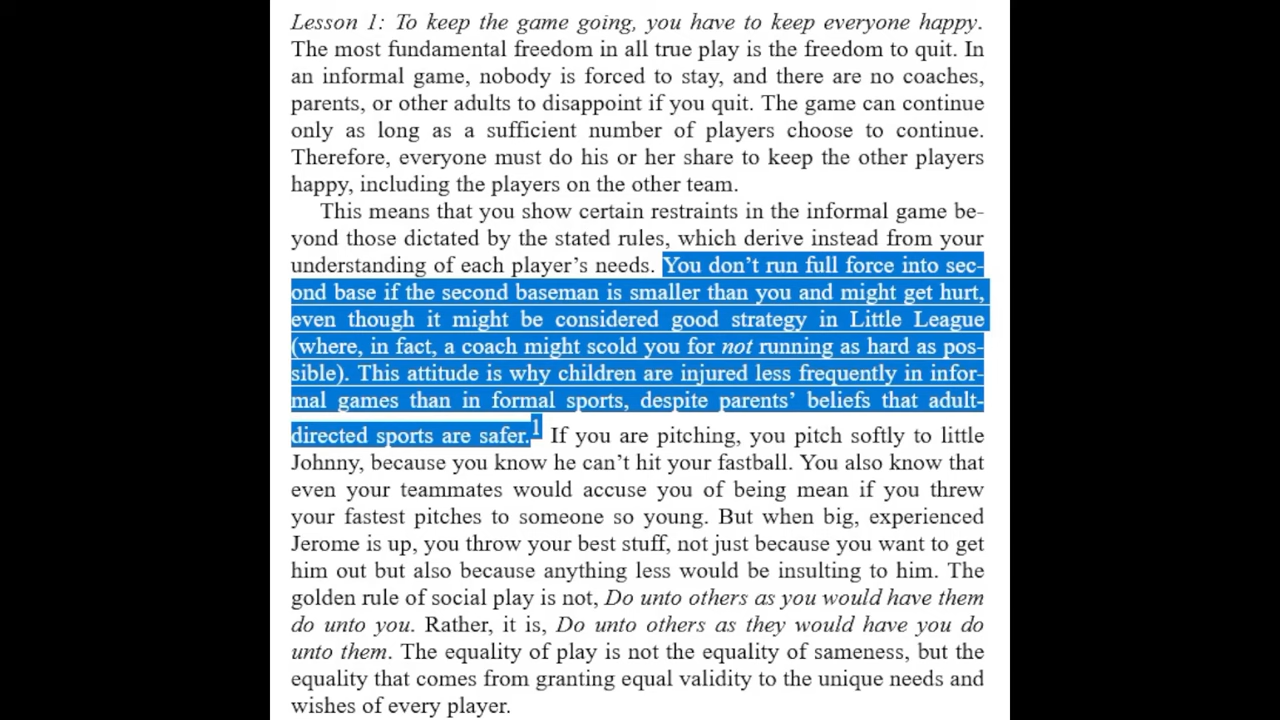 Lesson 1: To keep the game going, you have to keep everyone happy.
The most fundamental freedom in all true play is the freedom to quit. In
an informal game, nobody is forced to stay, and there are no coaches,
parents, or other adults to disappoint if you quit. The game can continue
only as long as a sufficient number of players choose to continue.
Therefore, everyone must do his or her share to keep the other players
happy, including the players on the other team.
This means that you show certain restraints in the informal game be-
yond those dictated by the stated rules, which derive instead from your
understanding of each player’s needs. You don’t run full force into sec-
ond base if the second baseman is smaller than you and might get hurt,
even though it might be considered good strategy in Little League
(where, in fact, a coach might scold you for not running as hard as pos-
sible). This attitude is why children are injured less frequently in infor-
mal games than in formal sports, despite parents’ beliefs that adult-
directed sports are safer.1 If you are pitching, you pitch softly to little
Johnny, because you know he can’t hit your fastball. You also know that
even your teammates would accuse you of being mean if you threw
your fastest pitches to someone so young. But when big, experienced
Jerome is up, you throw your best stuff, not just because you want to get
him out but also because anything less would be insulting to him. The
golden rule of social play is not, Do unto others as you would have them
do unto you. Rather, it is, Do unto others as they would have you do
unto them. The equality of play is not the equality of sameness, but the
equality that comes from granting equal validity to the unique needs and
wishes of every player.